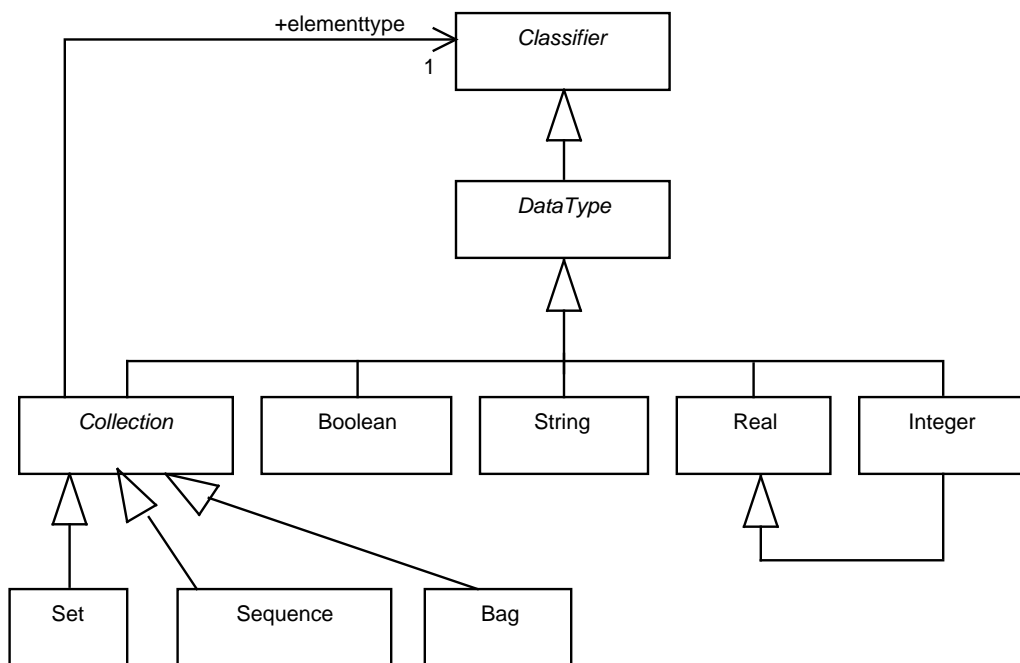 +elementtype
Classifier
1
DataType
Collection
Boolean
String
Real
Integer
Set
Sequence
Bag